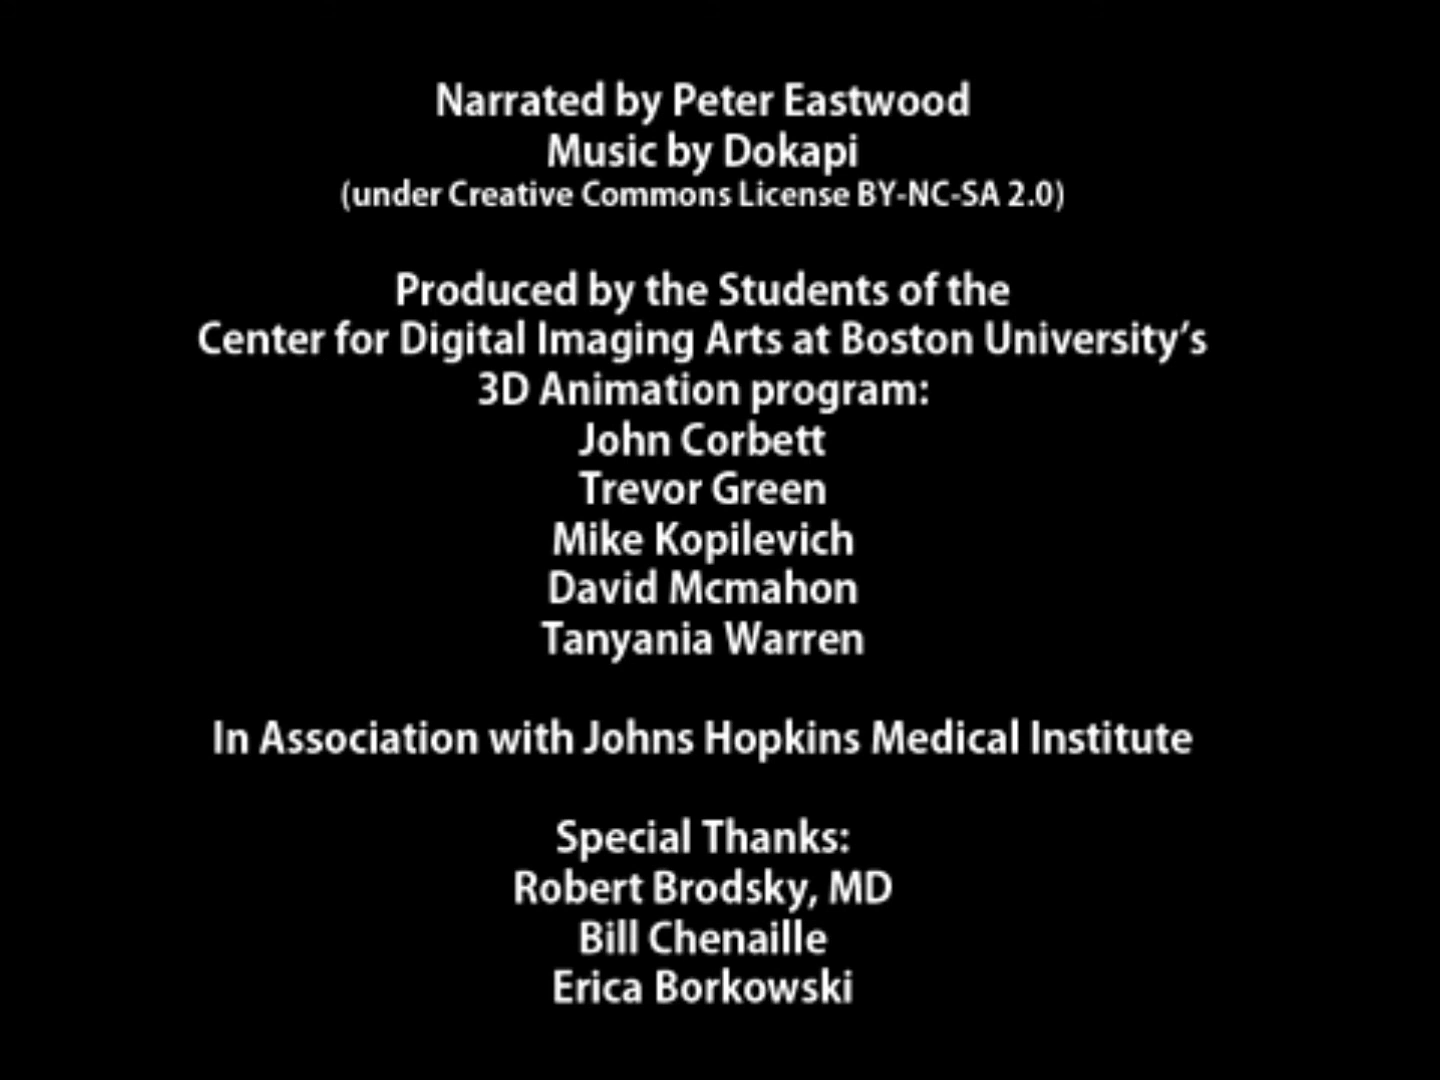 Narrated by Peter Eastwood
Music by Dokapi
(under Creative Commons License BY-NC-SA 2.0)
Produced by the Students of the
Center for Digital Imaging Arts at Boston University’s
3D Animation program:
John Corbett
Trevor Green
Mike Kopilevich
David Mcmahon
Tanyania Warren
In Association with Johns Hopkins Medical Institute
Special Thanks:
Robert Brodsky, MD
Bill Chenaille
Erica Borkowski